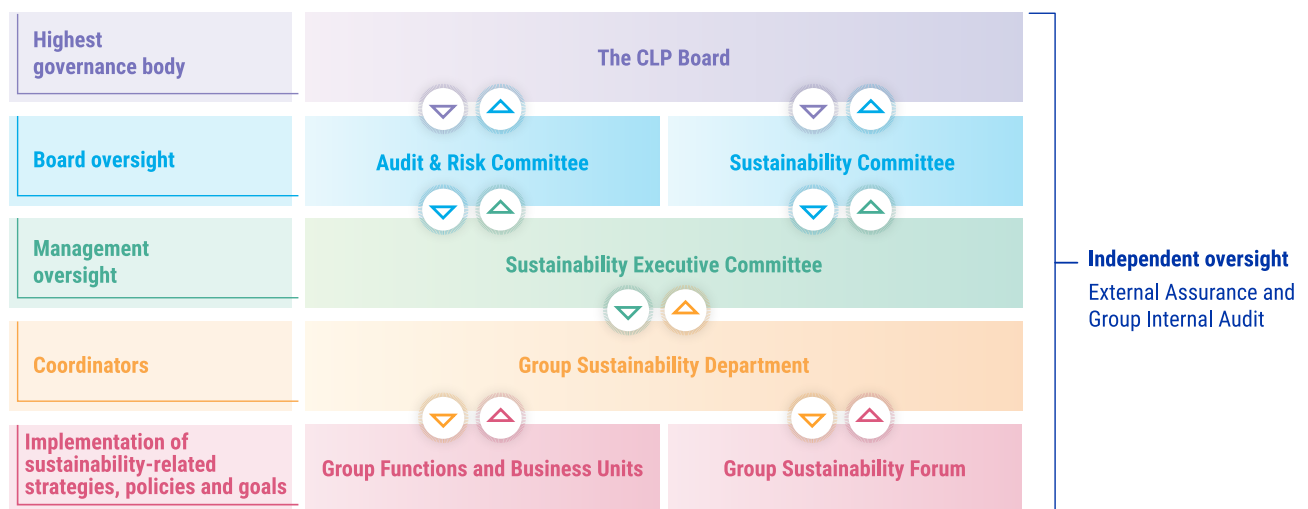 Highest
governance body
The CLP Board
Board oversight
Audit & Risk Committee
Sustainability Committee
Management
oversight
Sustainability Executive Committee
Independent oversight
External Assurance and
Group Internal Audit
Coordinators
Group Sustainability Department
Implementation of
sustainability-related
strategies, policies and goals
Group Functions and Business Units
Group Sustainability Forum